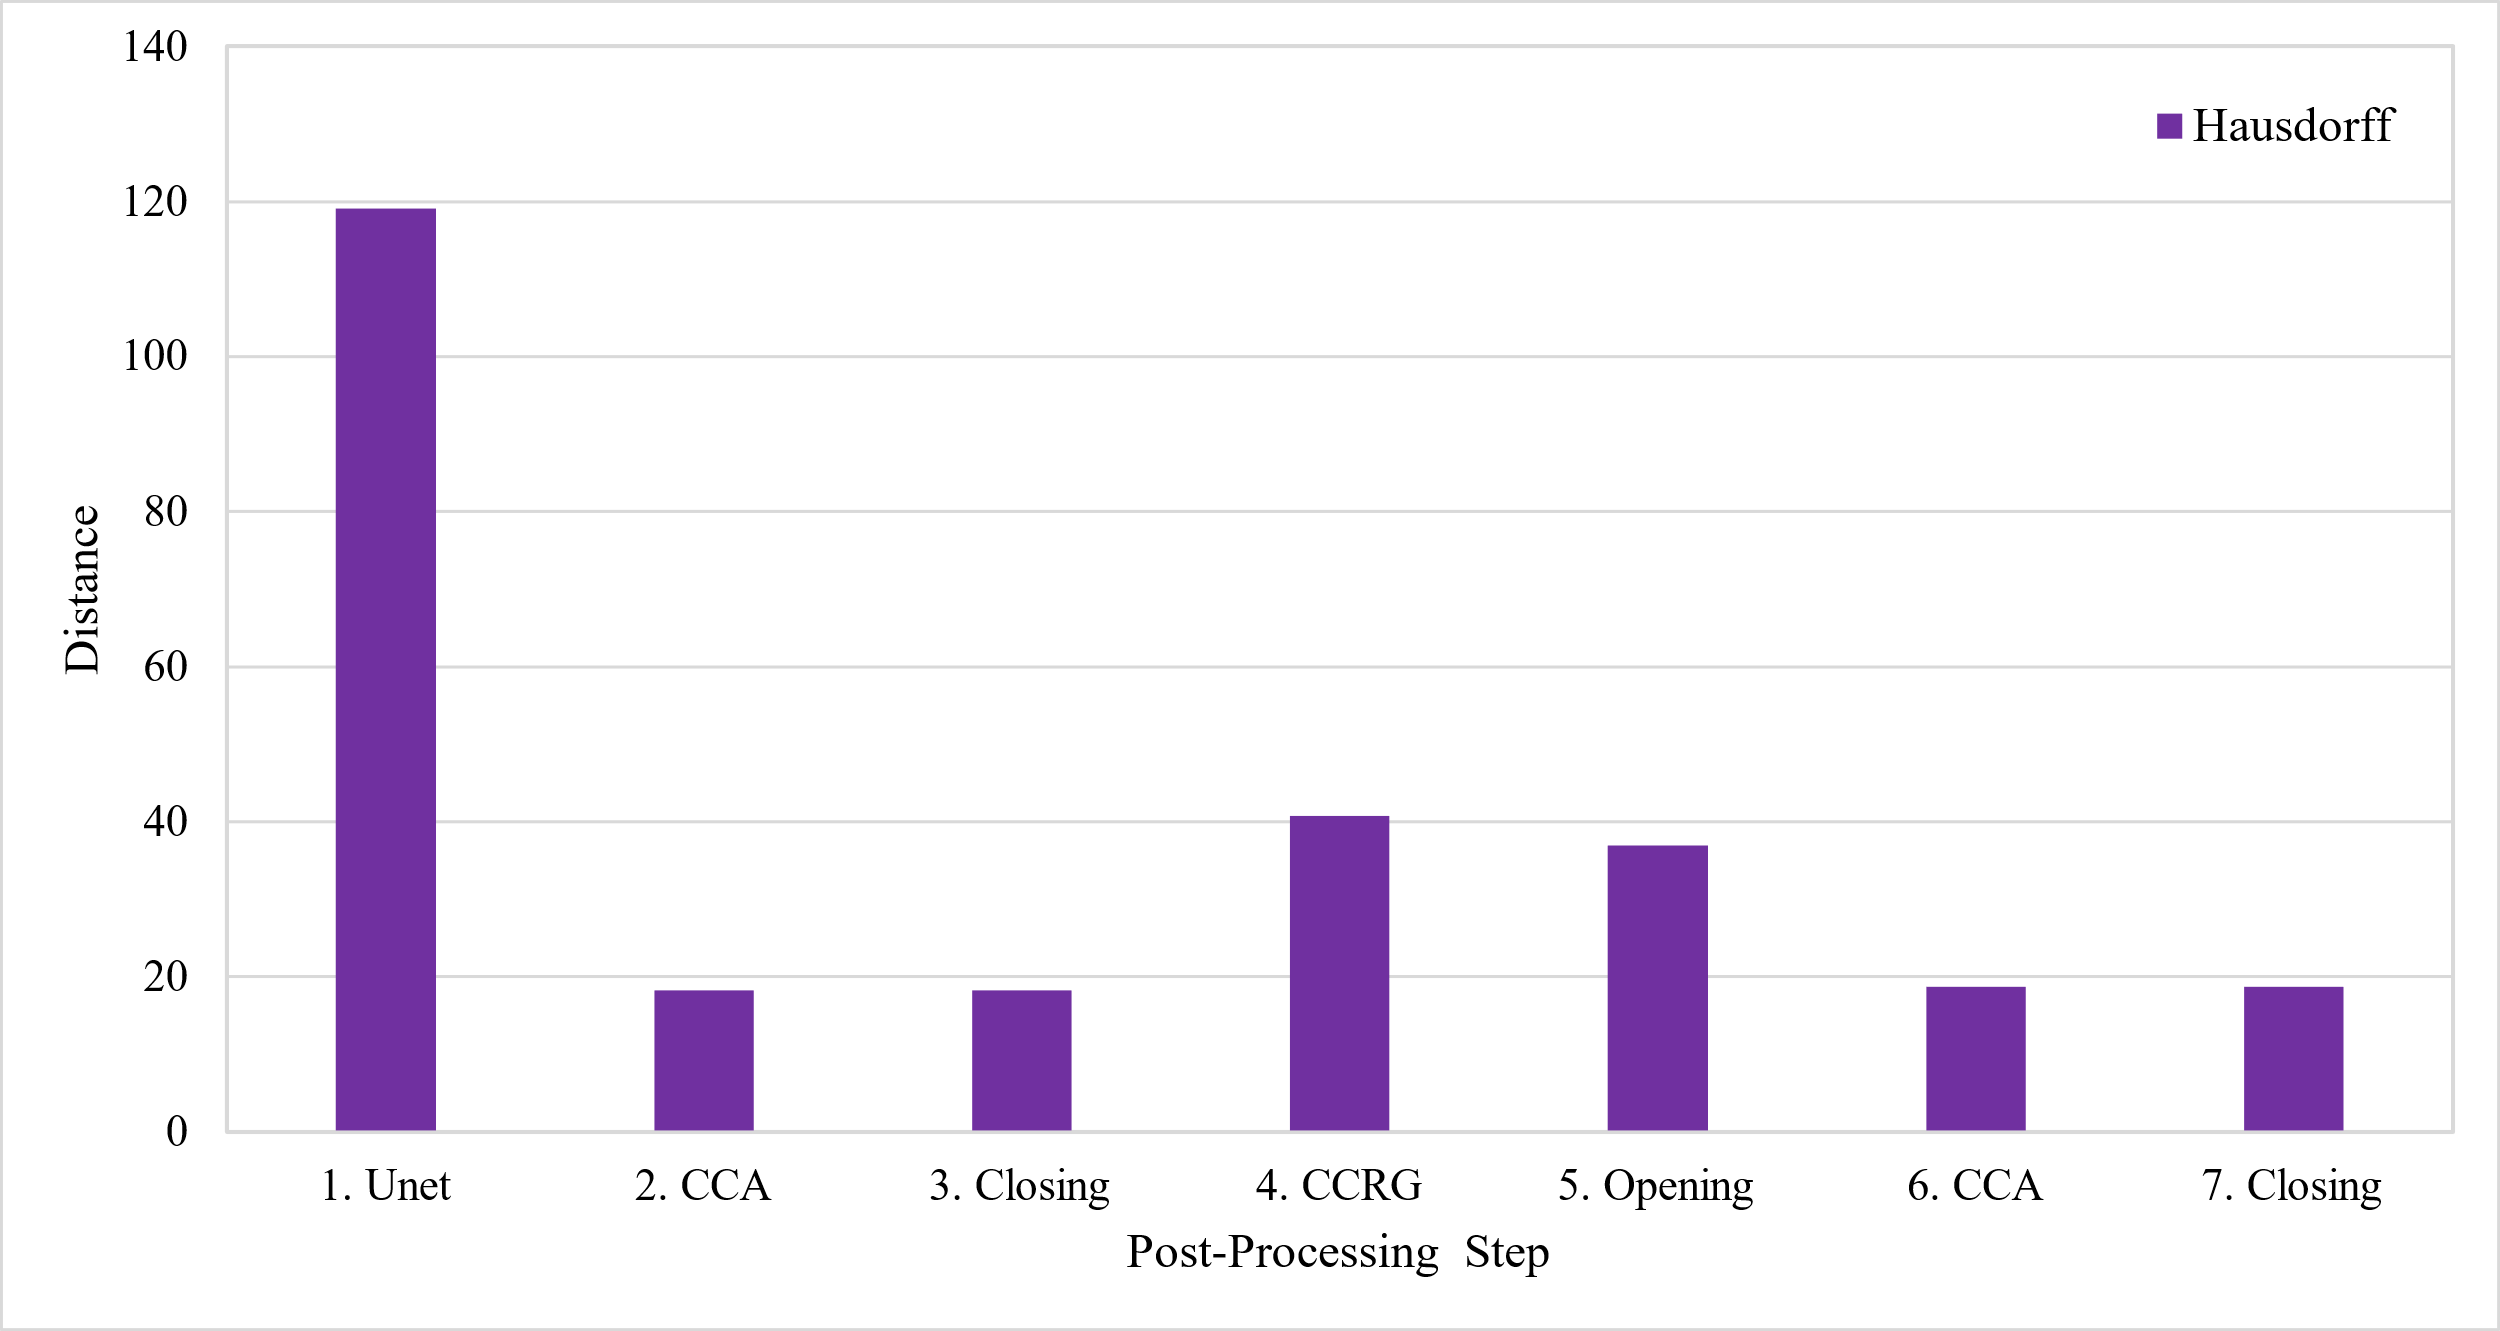 140
Hausdorff
120
100
80
60
40
20
0
Distance
1. Unet
2. CCA
3. Closing
4. CCRG
5. Opening
6. CCA
7. Closing
Post-Processing Step